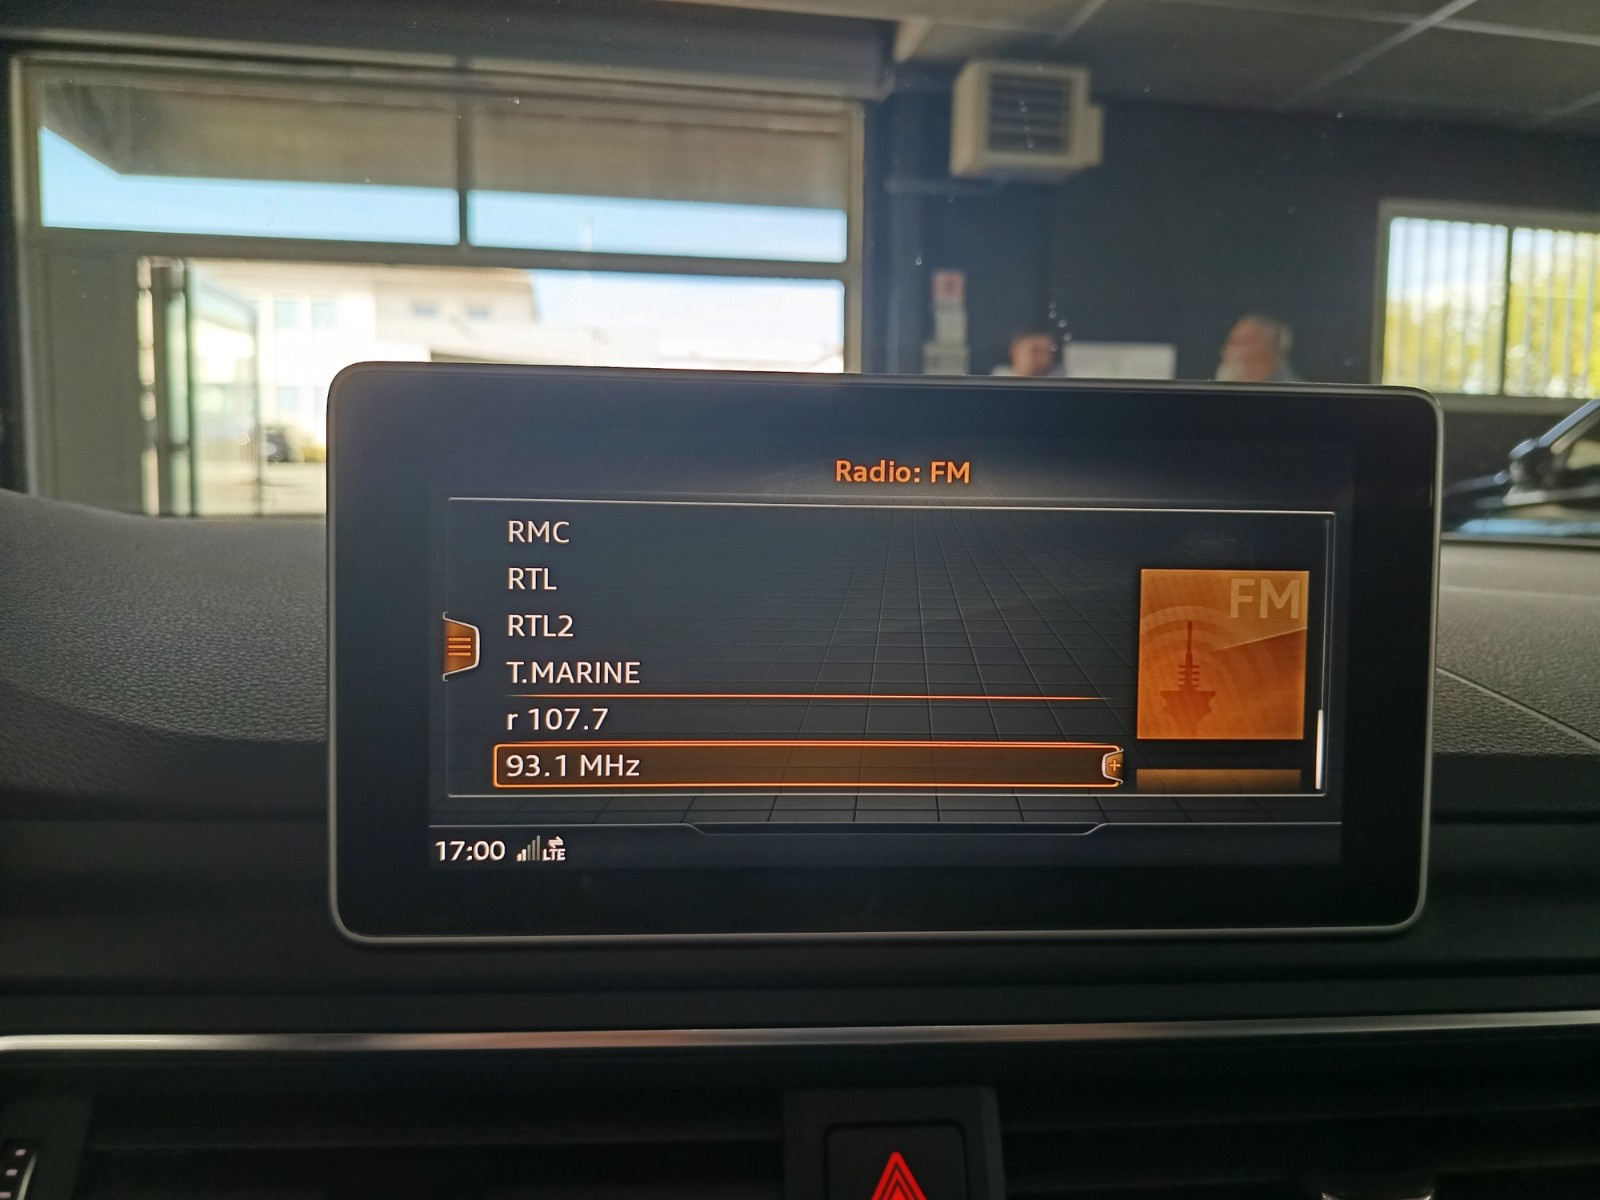 Radio: FM
RMC
RTL
RTL2
T.MARINE
r 107.7
93.1 MHz
FM
17:00 LTE